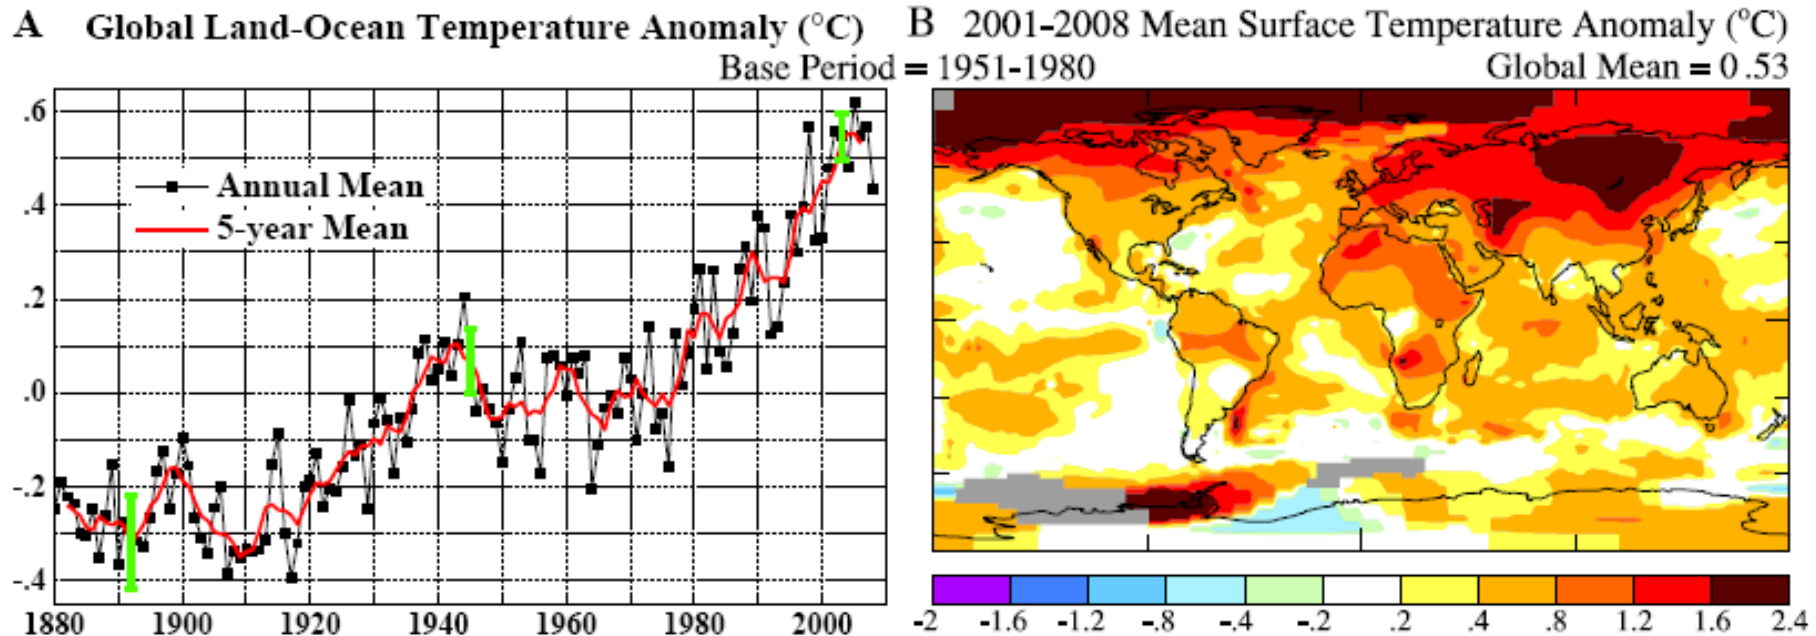 A Global Land-Ocean Temperature Anomaly (°C)
B 2001-2008 Mean Surface Temperature Anomaly (°C)
Base Period = 1951-1980
Global Mean = 0.53
.6
.4
.2
.0
-.2
-.4
Annual Mean
5-year Mean
1880 1900 1920 1940 1960 1980 2000
-2 -1.6 -1.2 -.8 -.4 -.2 .2 .4 .8 1.2 1.6 2.4